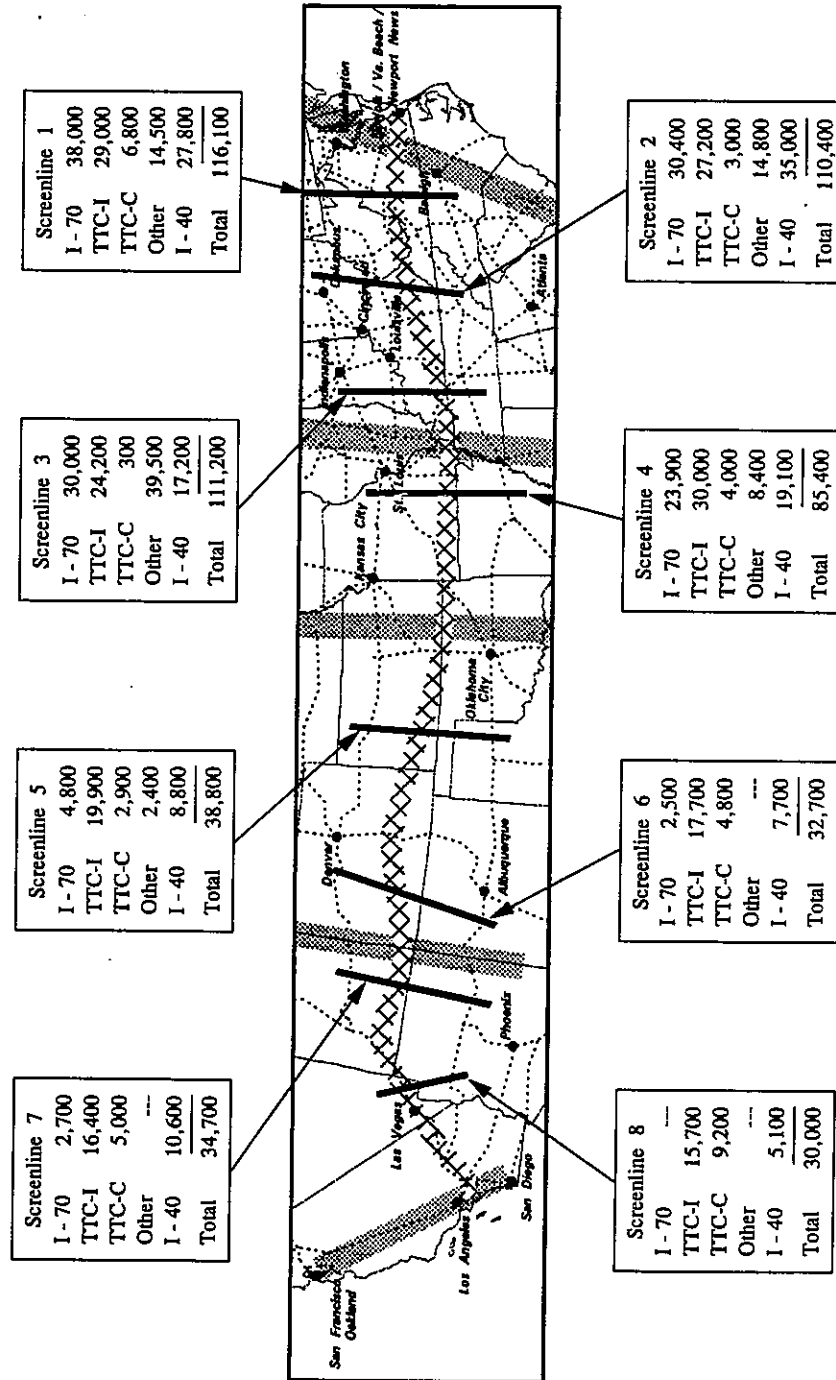 Screenline 7
I - 70 2,700
TTC-I 16,400
TTC-C 5,000
Other ---
I - 40 10,600
Total 34,700
Screenline 5
I - 70 4,800
TTC-I 19,900
TTC-C 2,900
Other 2,400
I - 40 8,800
Total 38,800
Screenline 3
I - 70 30,000
TTC-I 24,200
TTC-C 300
Other 39,500
I - 40 17,200
Total 111,200
Screenline 1
I - 70 38,000
TTC-I 29,000
TTC-C 6,800
Other 14,500
I - 40 27,800
Total 116,100
San Francisco
Oakland
Los Angeles
San Diego
Las Vegas
Phoenix
Denver
Albuquerque
Oklahoma
City
Kansas City
St. Louis
Indianapolis
Louisville
Cincinnati
Columbus
Atlanta
Raleigh
Washington
/ Va. Beach /
Newport News
Screenline 8
I - 70 ---
TTC-I 15,700
TTC-C 9,200
Other ---
I - 40 5,100
Total 30,000
Screenline 6
I - 70 2,500
TTC-I 17,700
TTC-C 4,800
Other ---
I - 40 7,700
Total 32,700
Screenline 4
I - 70 23,900
TTC-I 30,000
TTC-C 4,000
Other 8,400
I - 40 19,100
Total 85,400
Screenline 2
I - 70 30,400
TTC-I 27,200
TTC-C 3,000
Other 14,800
I - 40 35,000
Total 110,400